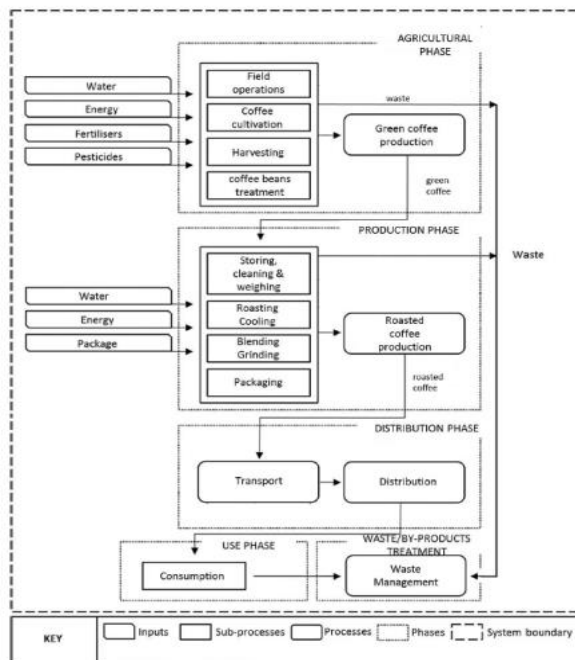 AGRICULTURAL
PHASE
Water
Energy
Fertilisers
Pesticides
Field
operations
Coffee
cultivation
Harvesting
coffee beans
treatment
waste
Green coffee
production
green
coffee
PRODUCTION PHASE
Waste
Water
Energy
Package
Storing,
cleaning &
weighing
Roasting
Cooling
Blending
Grinding
Packaging
Roasted
coffee
production
roasted
coffee
DISTRIBUTION PHASE
Transport
Distribution
USE PHASE
Consumption
WASTE/BY-PRODUCTS
TREATMENT
Waste
Management
KEY
Inputs
Sub-processes
Processes
Phases
System boundary